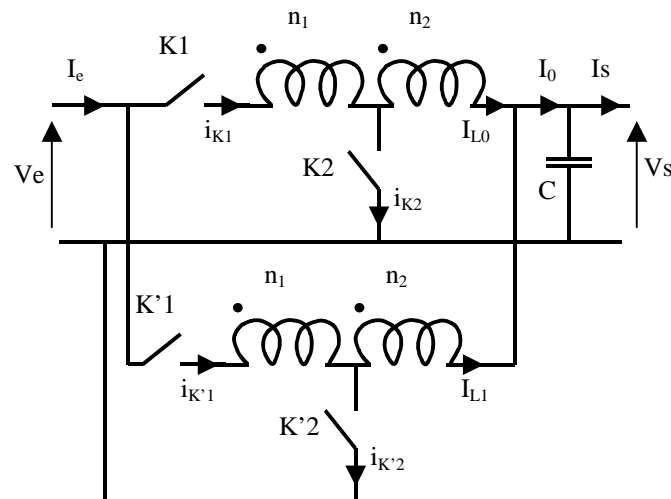 n1 n2
K1
Ie I0 Is
iK1 IL0
K2
Ve Vs
C
iK2
n1 n2
K’1
iK’1 IL1
K’2
iK’2